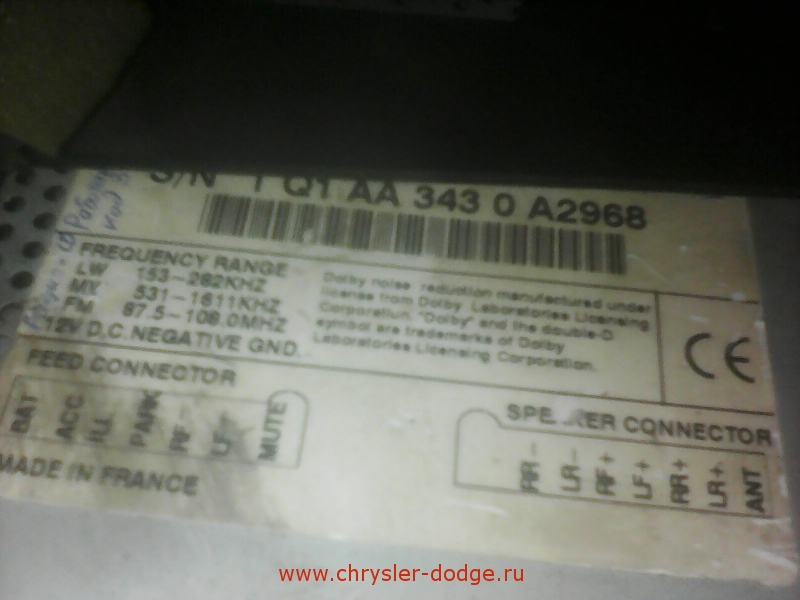 S/N T Q1 AA 343 0 A2968
FREQUENCY RANGE
LW 153-282KHZ
MW 531-1611KHZ
FM 87.5-108.0MHZ
12V D.C. NEGATIVE GND.
Dolby noise reduction manufactured under
license from Dolby Laboratories Licensing
Corporation. "Dolby" and the double-D
symbol are trademarks of Dolby
Laboratories Licensing Corporation.
CE
FEED CONNECTOR
BAT ACC ILL PARK RF- LF- MUTE
MADE IN FRANCE
SPEAKER CONNECTOR
RR- LR- RF+ LF+ RR+ LR+ ANT
код
www.chrysler-dodge.ru